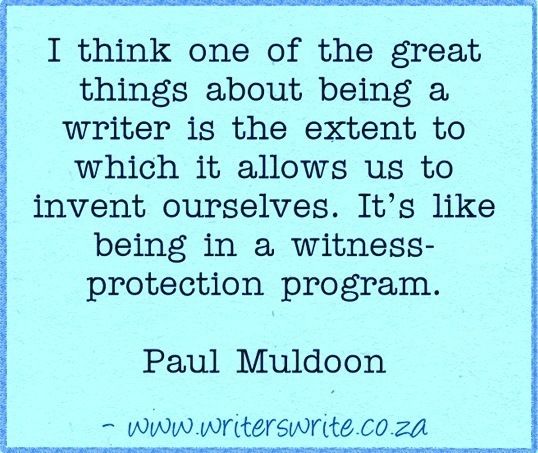 I think one of the great
things about being a
writer is the extent to
which it allows us to
invent ourselves. It's like
being in a witness-
protection program.
Paul Muldoon
- www.writerswrite.co.za